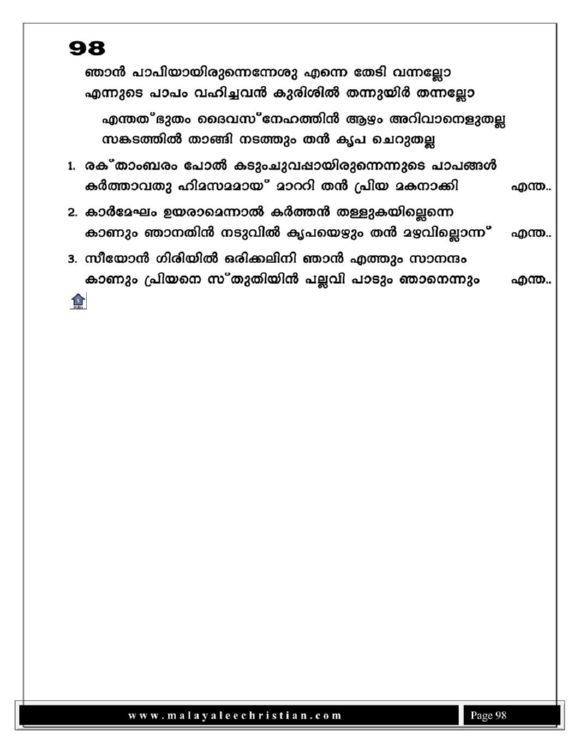 98
ഞാൻ പാപിയായിരുന്നെന്നേശു എന്നെ തേടി വന്നല്ലോ
എന്നുടെ പാപം വഹിച്ചവൻ കുരിശിൽ തന്നുയിർ തന്നല്ലോ
എന്തത്ഭുതം ദൈവസ്നേഹത്തിൻ ആഴം അറിവാനെളുതല്ല
സങ്കടത്തിൽ താങ്ങി നടത്തും തൻ കൃപ ചെറുതല്ല
1. രക്താംബരം പോൽ കടുംചുവപ്പായിരുന്നെന്നുടെ പാപങ്ങൾ
കർത്താവതു ഹിമസമമായ് മാററി തൻ പ്രിയ മകനാക്കി എന്ത..
2. കാർമേഘം ഉയരാമെന്നാൽ കർത്തൻ തള്ളുകയില്ലെന്നെ
കാണും ഞാനതിൻ നടുവിൽ കൃപയെഴും തൻ മഴവില്ലൊന്ന് എന്ത..
3. സീയോൻ ഗിരിയിൽ ഒരിക്കലിനി ഞാൻ എത്തും സാനന്ദം
കാണും പ്രിയനെ സ്തുതിയിൻ പല്ലവി പാടും ഞാനെന്നും എന്ത..
www.malayaleechristian.com
Page 98